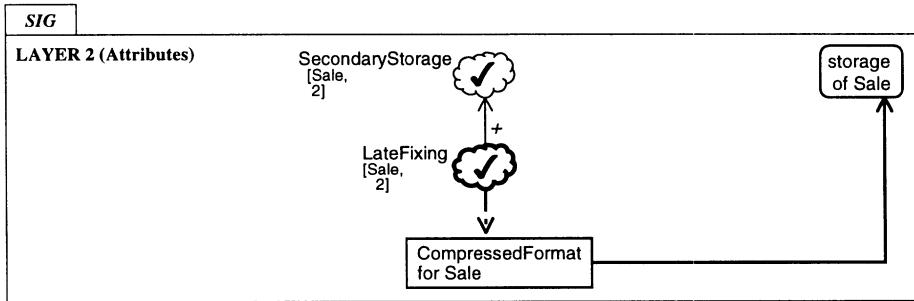 SIG
LAYER 2 (Attributes)
SecondaryStorage
[Sale,
2]
storage
of Sale
+
LateFixing
[Sale,
2]
CompressedFormat
for Sale